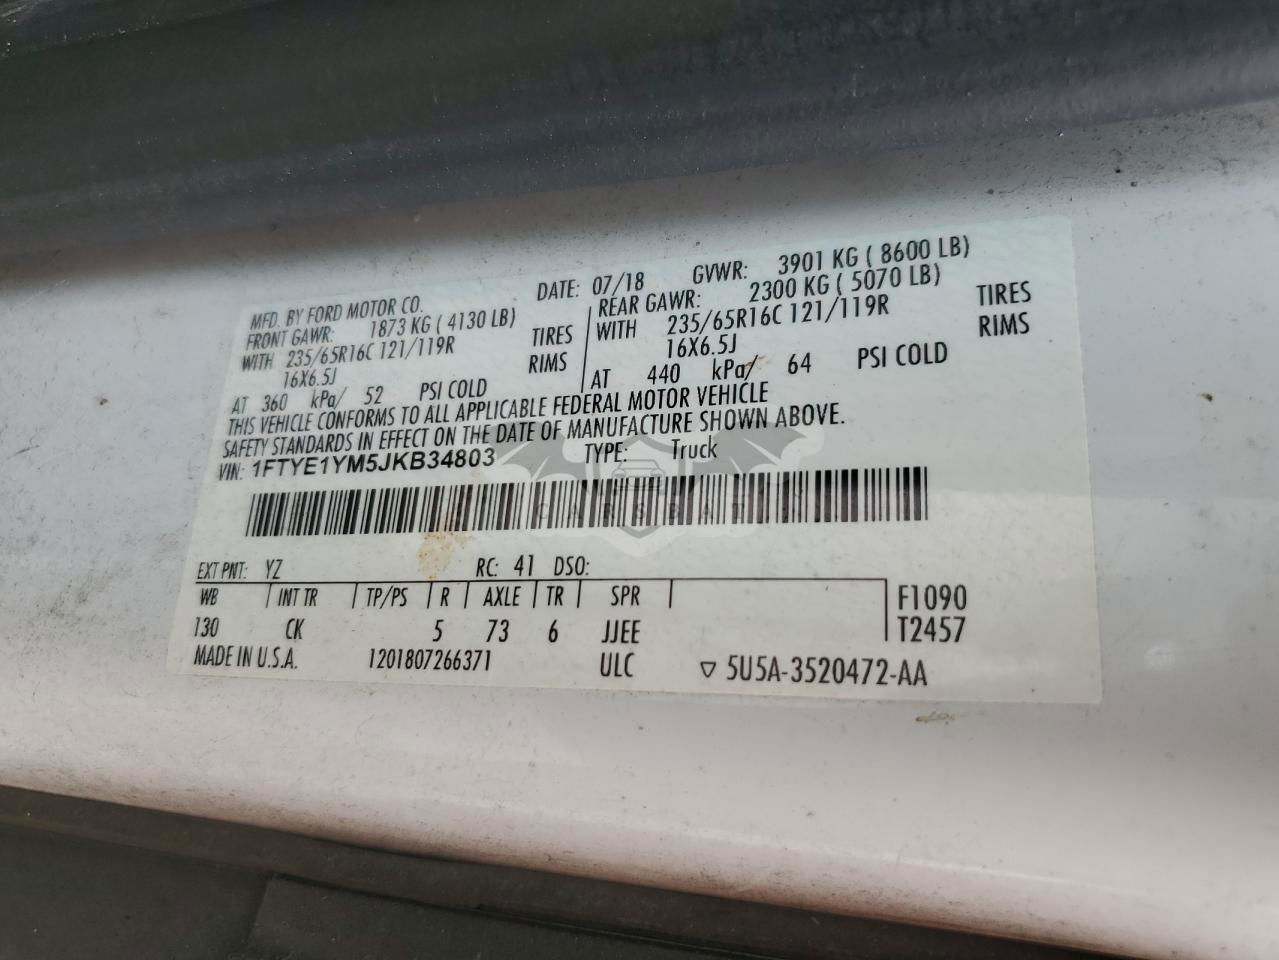 MFD. BY FORD MOTOR CO. DATE: 07/18 GVWR: 3901 KG ( 8600 LB)
FRONT GAWR: 1873 KG ( 4130 LB) REAR GAWR: 2300 KG ( 5070 LB)
WITH 235/65R16C 121/119R TIRES WITH 235/65R16C 121/119R TIRES
16X6.5J RIMS 16X6.5J RIMS
AT 360 kPa/ 52 PSI COLD AT 440 kPa/ 64 PSI COLD
THIS VEHICLE CONFORMS TO ALL APPLICABLE FEDERAL MOTOR VEHICLE
SAFETY STANDARDS IN EFFECT ON THE DATE OF MANUFACTURE SHOWN ABOVE.
VIN: 1FTYE1YM5JKB34803 TYPE: Truck
CARSBAT
EXT PNT: YZ RC: 41 DSO:
WB INT TR TP/PS R AXLE TR SPR F1090
130 CK 5 73 6 JJEE T2457
MADE IN U.S.A. 1201807266371 ULC ▽ 5U5A-3520472-AA